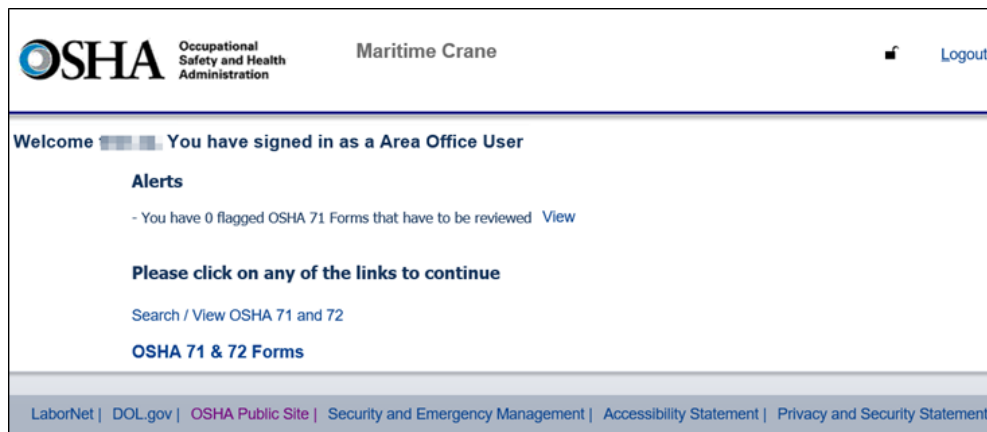 OSHA Occupational
Safety and Health
Administration
Maritime Crane
Logout
Welcome You have signed in as a Area Office User
Alerts
- You have 0 flagged OSHA 71 Forms that have to be reviewed View
Please click on any of the links to continue
Search / View OSHA 71 and 72
OSHA 71 & 72 Forms
LaborNet | DOL.gov | OSHA Public Site | Security and Emergency Management | Accessibility Statement | Privacy and Security Statement